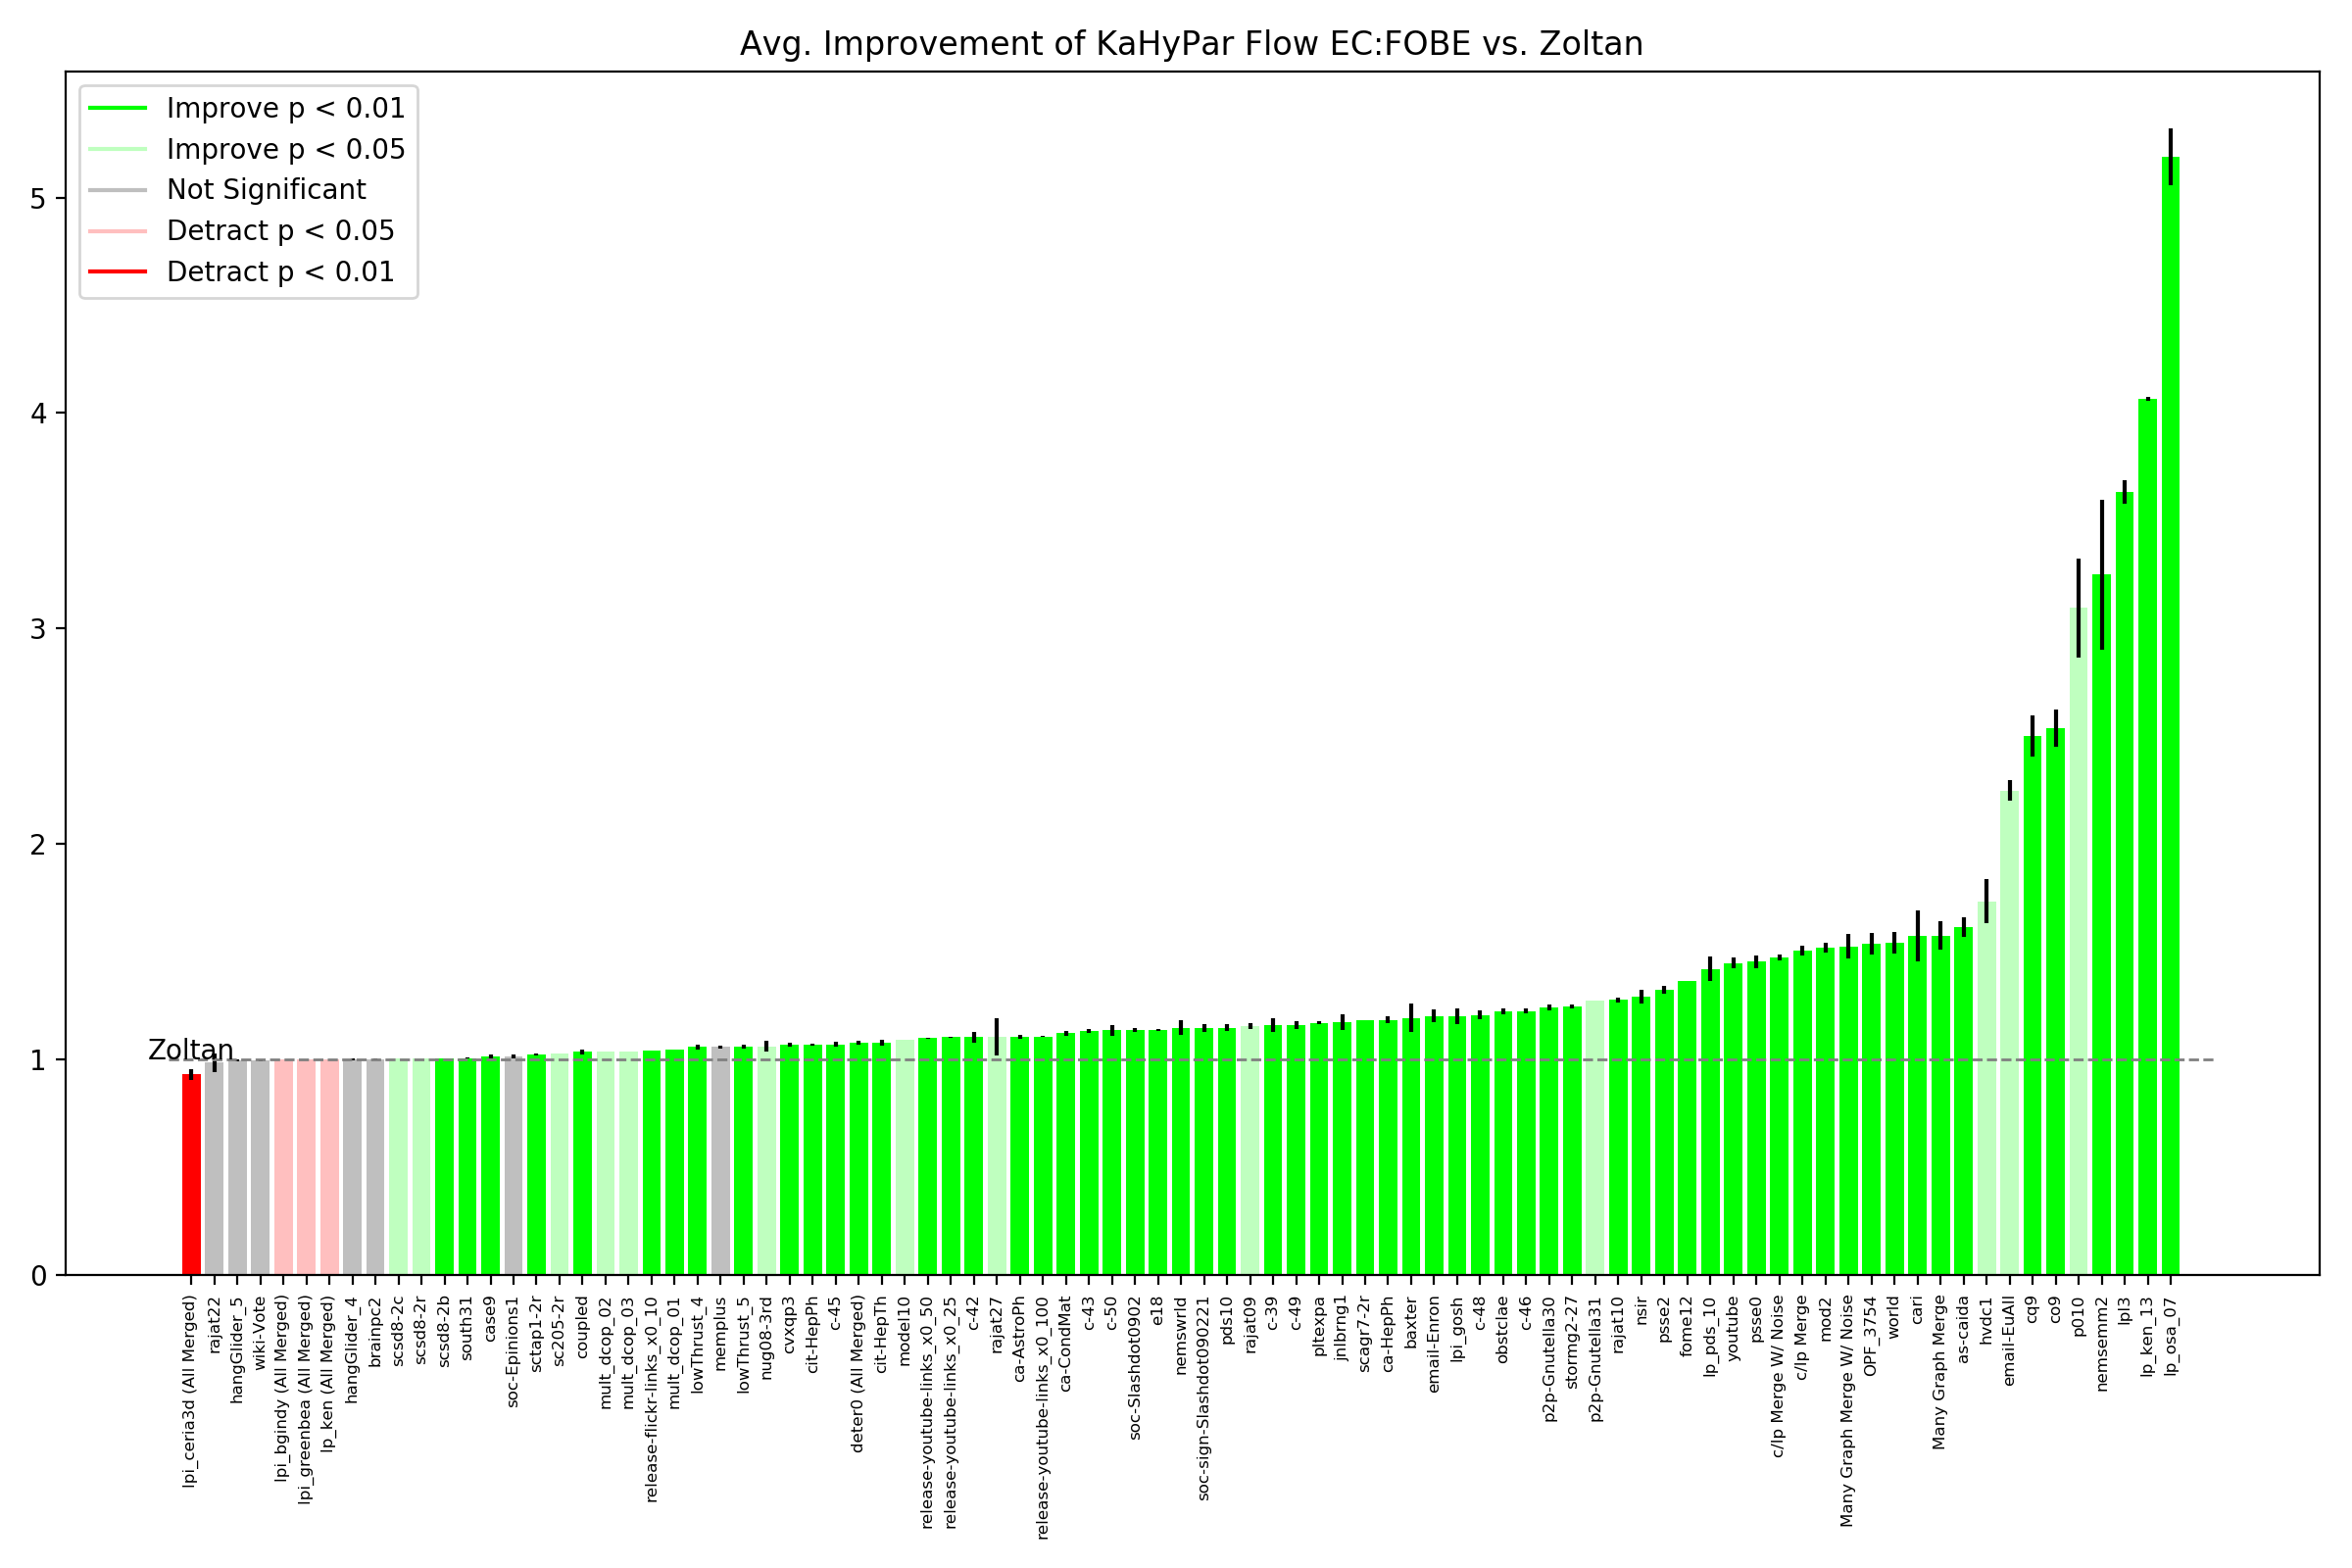 Avg. Improvement of KaHyPar Flow EC:FOBE vs. Zoltan
Improve p < 0.01
Improve p < 0.05
Not Significant
Detract p < 0.05
Detract p < 0.01
5
4
3
2
1
0
Zoltan
lpi_ceria3d (All Merged)
rajat22
hangGlider_5
wiki-Vote
lpi_bgindy (All Merged)
lpi_greenbea (All Merged)
lp_ken (All Merged)
hangGlider_4
brainpc2
scsd8-2c
scsd8-2r
scsd8-2b
south31
case9
soc-Epinions1
sctap1-2r
sc205-2r
coupled
mult_dcop_02
mult_dcop_03
release-flickr-links_x0_10
mult_dcop_01
lowThrust_4
memplus
lowThrust_5
nug08-3rd
cvxqp3
cit-HepPh
c-45
deter0 (All Merged)
cit-HepTh
model10
release-youtube-links_x0_50
release-youtube-links_x0_25
c-42
rajat27
ca-AstroPh
release-youtube-links_x0_100
ca-CondMat
c-43
c-50
soc-Slashdot0902
e18
nemswrld
soc-sign-Slashdot090221
pds10
rajat09
c-39
c-49
pltexpa
jnlbrng1
scagr7-2r
ca-HepPh
baxter
email-Enron
lpi_gosh
c-48
obstclae
c-46
p2p-Gnutella30
stormg2-27
p2p-Gnutella31
rajat10
nsir
psse2
fome12
lp_pds_10
youtube
psse0
c/lp Merge W/ Noise
c/lp Merge
mod2
Many Graph Merge W/ Noise
OPF_3754
world
cari
Many Graph Merge
as-caida
hvdc1
email-EuAll
cq9
co9
p010
nemsemm2
lpl3
lp_ken_13
lp_osa_07